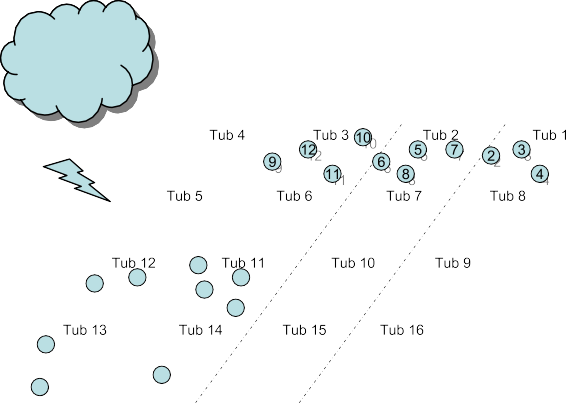 Tub 4 Tub 3 Tub 2 Tub 1
10
9 12 11 6 5 8 7 2 3 4
Tub 5 Tub 6 Tub 7 Tub 8
Tub 12 Tub 11 Tub 10 Tub 9
Tub 13 Tub 14 Tub 15 Tub 16